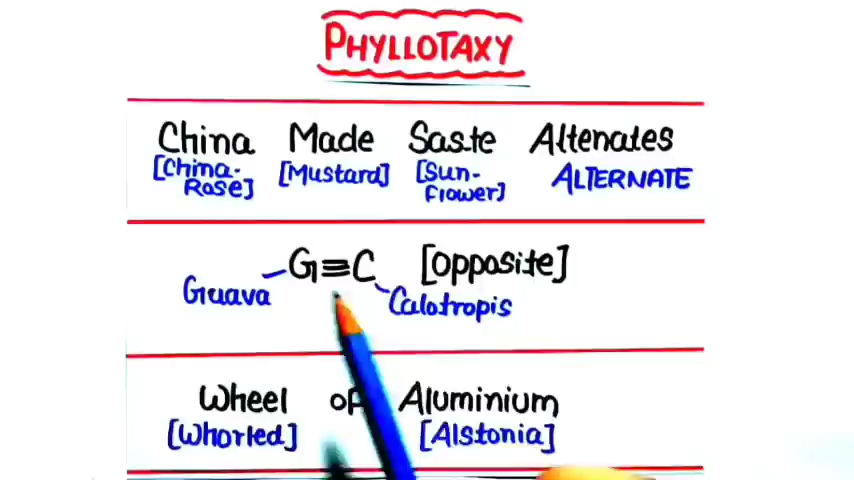 PHYLLOTAXY
China Made Saste Altenates
[China- [Mustard] [Sun- ALTERNATE
Rose] flower]
G≡C [opposite]
Guava Calotropis
Wheel of Aluminium
[Whorled] [Alstonia]